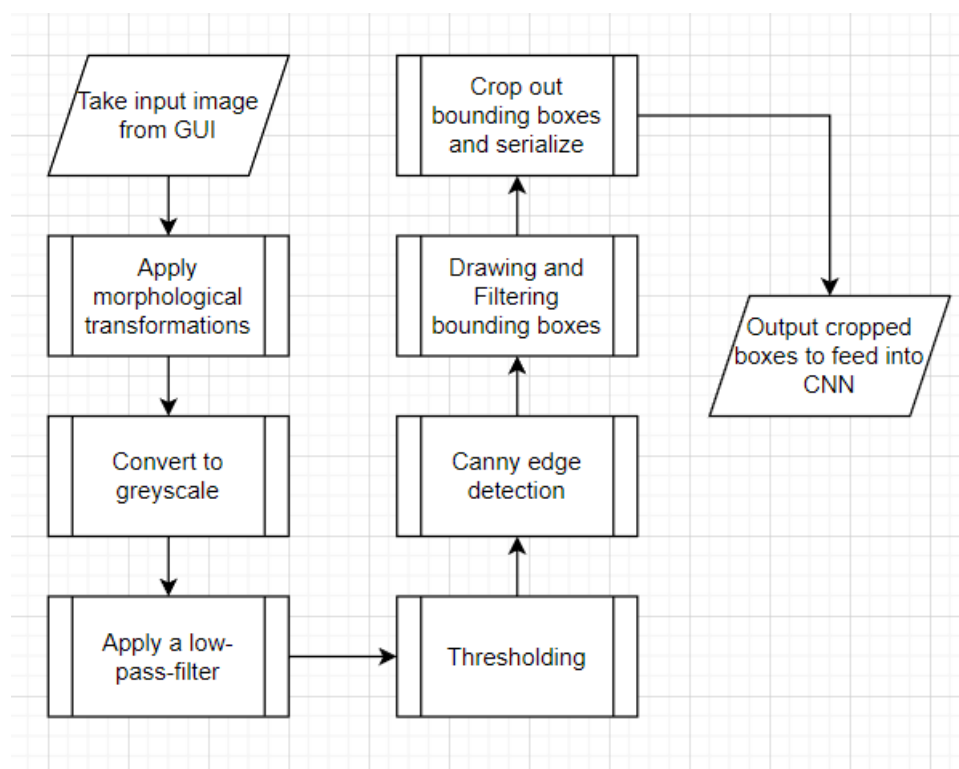 Take input image
from GUI
Apply
morphological
transformations
Convert to
greyscale
Apply a low-
pass-filter
Thresholding
Canny edge
detection
Drawing and
Filtering
bounding boxes
Crop out
bounding boxes
and serialize
Output cropped
boxes to feed into
CNN